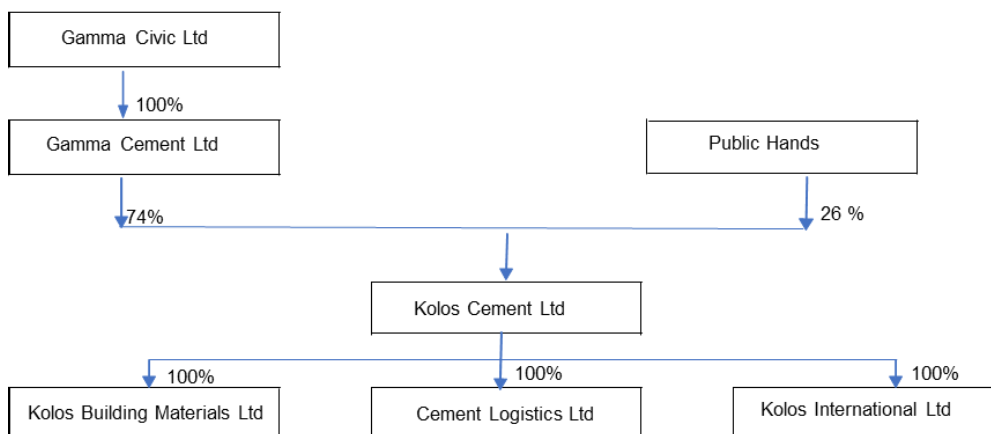 Gamma Civic Ltd
100%
Gamma Cement Ltd
Public Hands
74%
26 %
Kolos Cement Ltd
100%
100%
100%
Kolos Building Materials Ltd
Cement Logistics Ltd
Kolos International Ltd